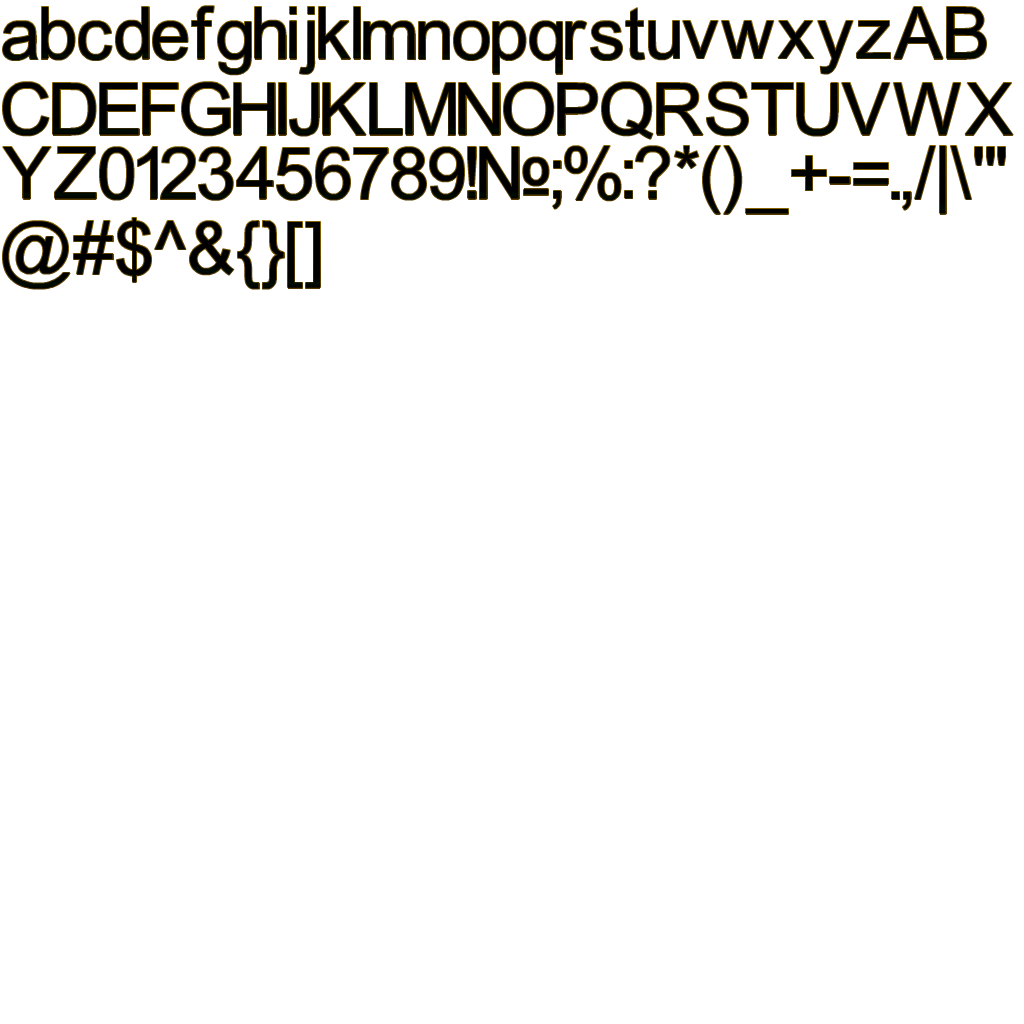 abcdefghijklmnopqrstuvwxyzAB
CDEFGHIJKLMNOPQRSTUVWX
YZ0123456789!№;%:?*()_+-=.,/|\'"
@#$^&{}[]